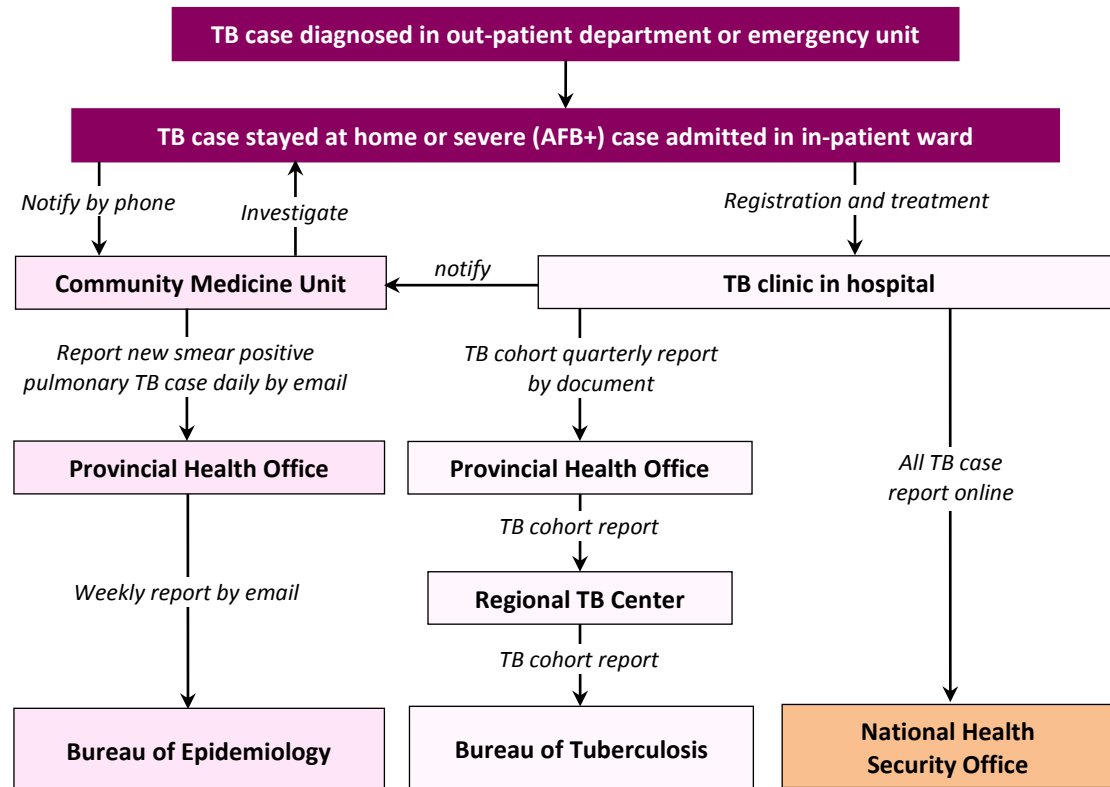 TB case diagnosed in out-patient department or emergency unit
TB case stayed at home or severe (AFB+) case admitted in in-patient ward
Notify by phone
Investigate
Registration and treatment
Community Medicine Unit
notify
TB clinic in hospital
Report new smear positive
pulmonary TB case daily by email
TB cohort quarterly report
by document
Provincial Health Office
Provincial Health Office
All TB case
report online
TB cohort report
Weekly report by email
Regional TB Center
TB cohort report
Bureau of Epidemiology
Bureau of Tuberculosis
National Health
Security Office